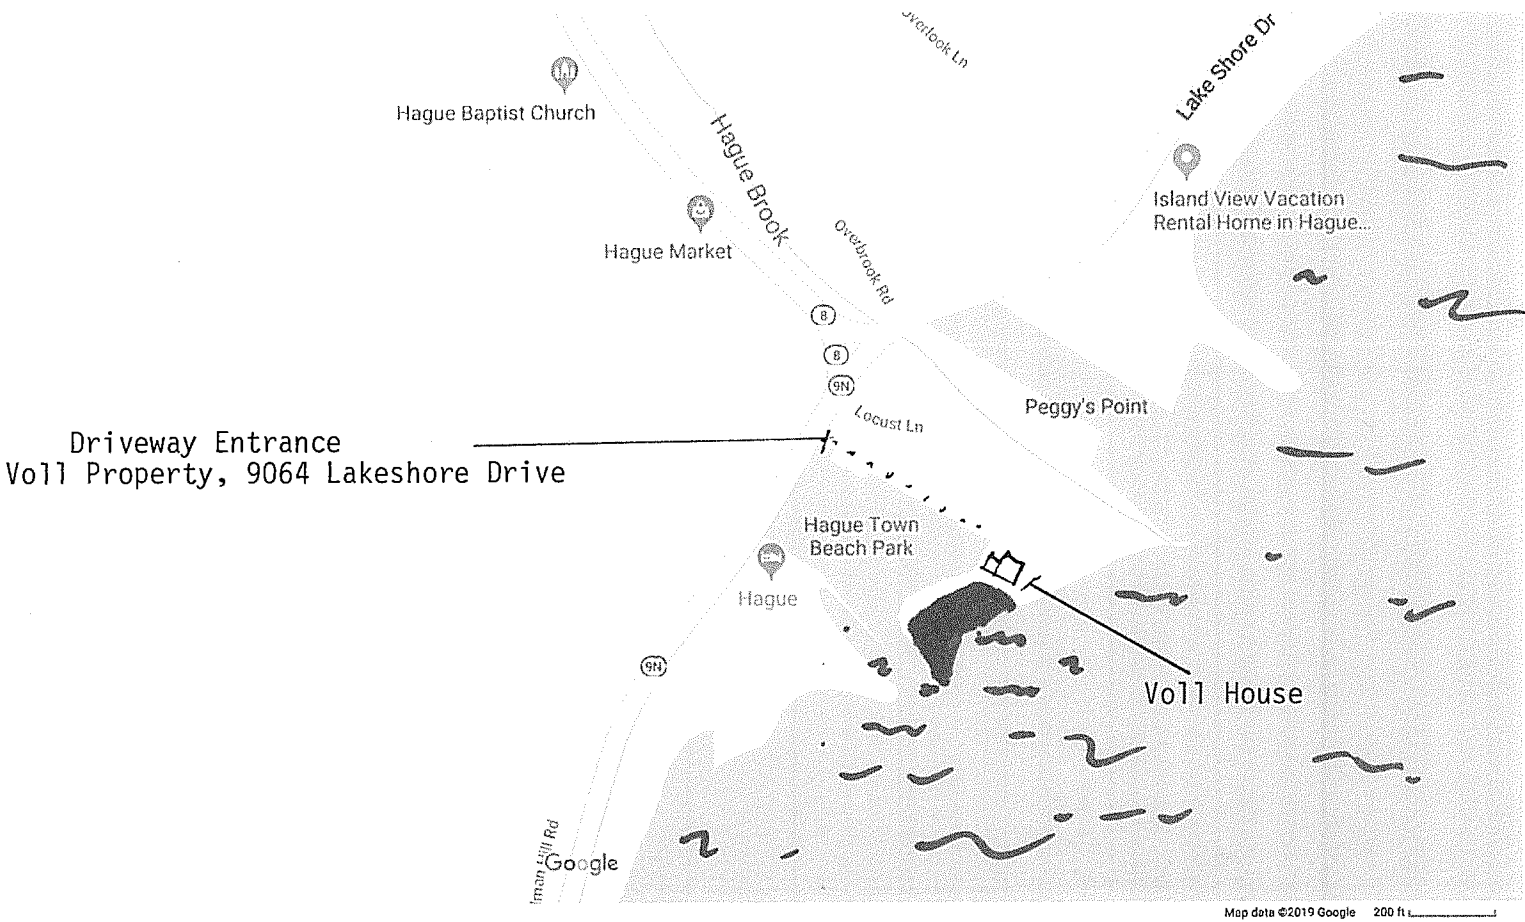 Overlook Ln
Lake Shore Dr
Hague Baptist Church
Hague Brook
Island View Vacation
Rental Home in Hague...
Overbrook Rd
Hague Market
8
8
9N
Peggy's Point
Locust Ln
Driveway Entrance
Voll Property, 9064 Lakeshore Drive
Hague Town
Beach Park
Hague
9N
Voll House
Rd
Google
Map data ©2019 Google 200 ft